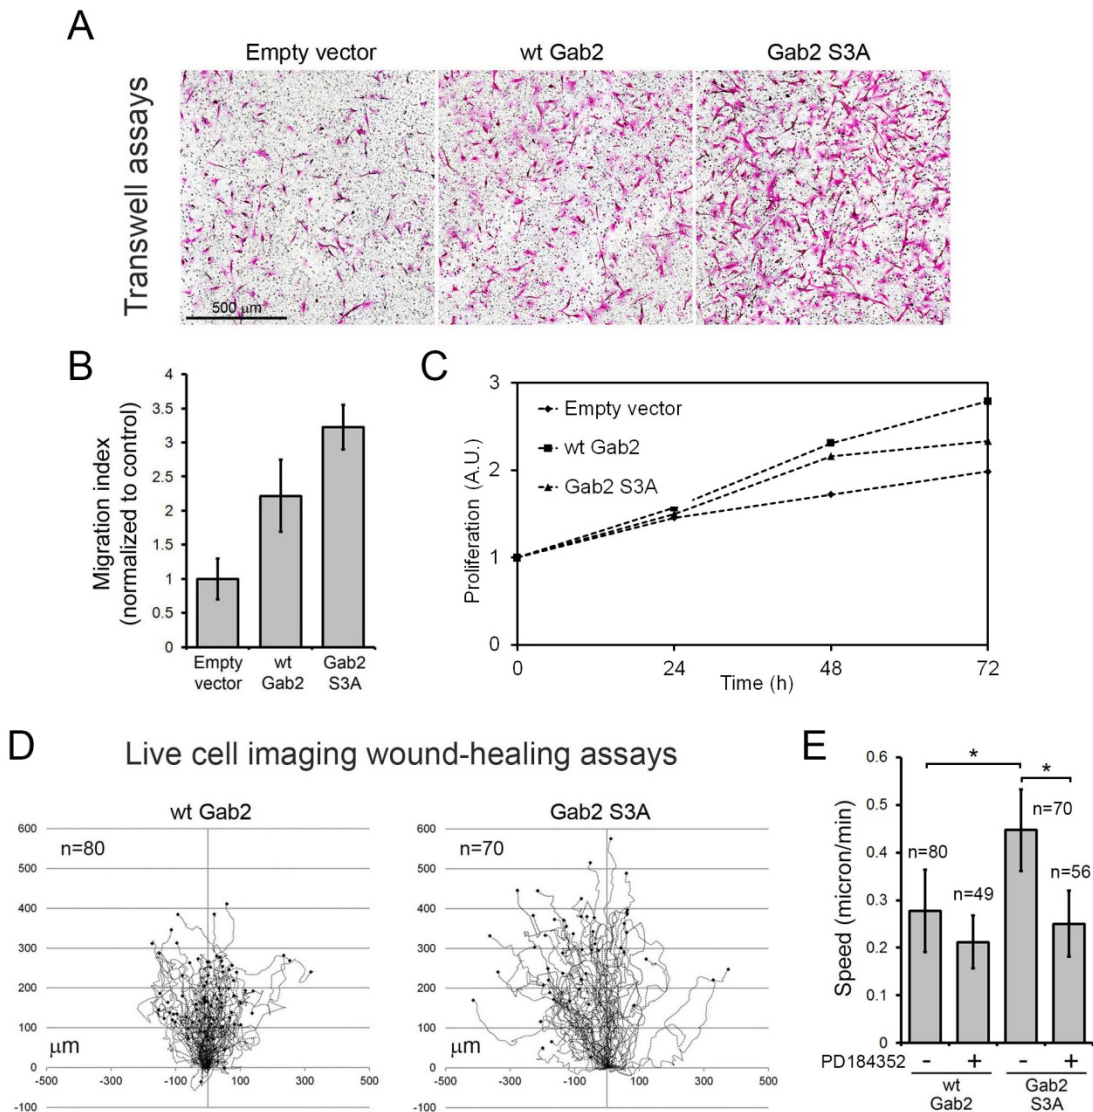 A
Empty vector
wt Gab2
Gab2 S3A
Transwell assays
500 μm
B
Migration index
(normalized to control)
4
3.5
3
2.5
2
1.5
1
0.5
0
Empty
vector
wt
Gab2
Gab2
S3A
C
Proliferation (A.U.)
3
2
1
0
Empty vector
wt Gab2
Gab2 S3A
0
24
48
72
Time (h)
D
Live cell imaging wound-healing assays
wt Gab2
n=80
600
500
400
300
200
100
0
-100
μm
-500
-300
-100
100
300
500
Gab2 S3A
n=70
600
500
400
300
200
100
0
-100
μm
-500
-300
-100
100
300
500
E
Speed (micron/min)
0.6
0.5
0.4
0.3
0.2
0.1
0
*
*
n=80
n=49
n=70
n=56
PD184352 - + - +
wt
Gab2
Gab2
S3A